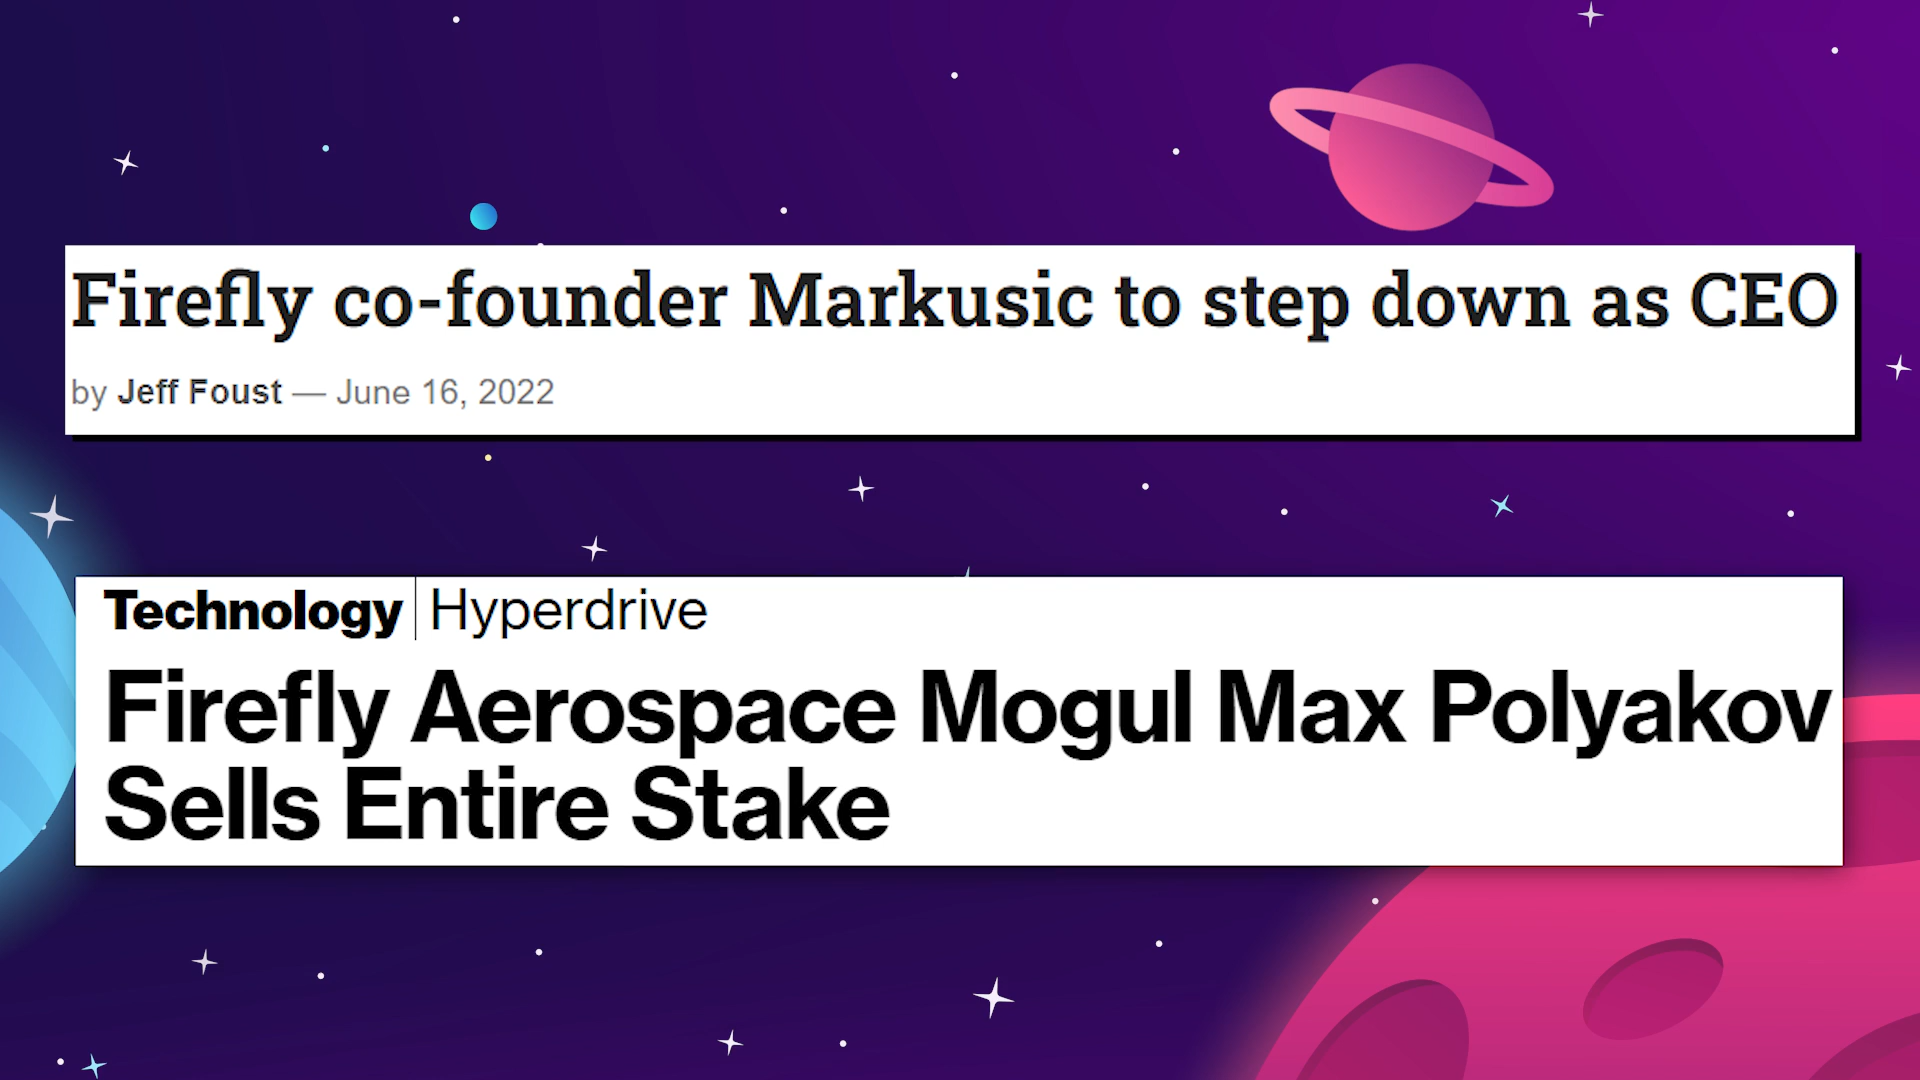 Firefly co-founder Markusic to step down as CEO
by Jeff Foust — June 16, 2022
Technology | Hyperdrive
Firefly Aerospace Mogul Max Polyakov
Sells Entire Stake